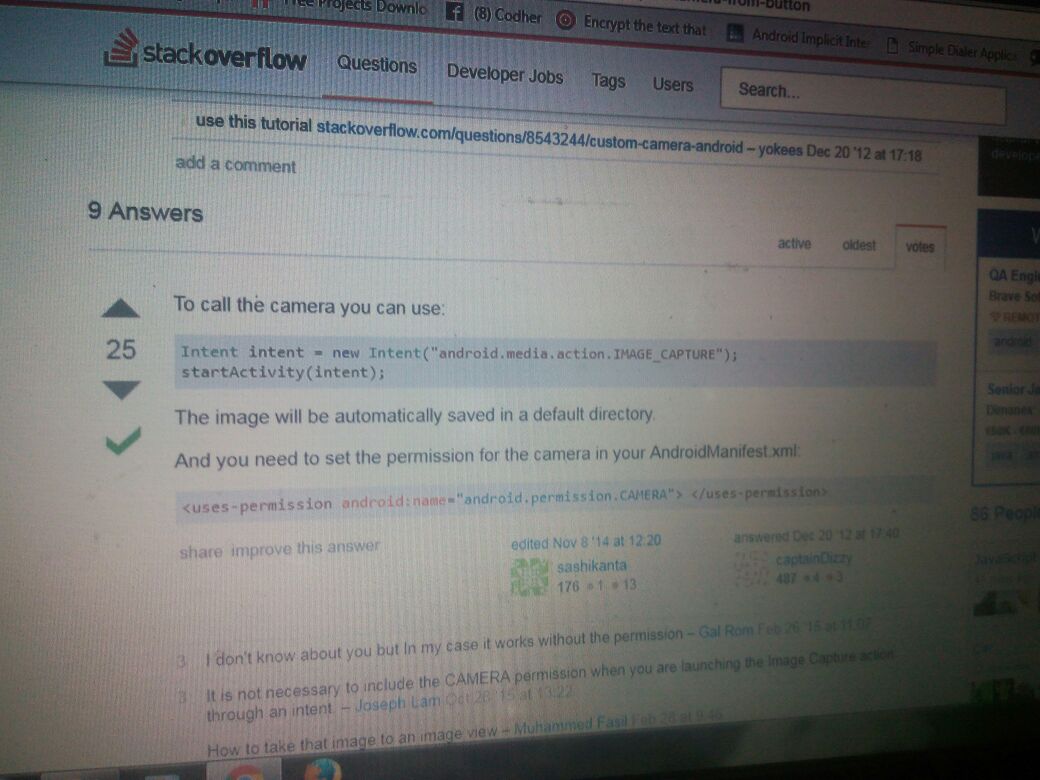 Free Projects Downlo (8) Codher Encrypt the text that Android Implicit Inte Simple Dialer Applica
stackoverflow Questions Developer Jobs Tags Users Search...
use this tutorial stackoverflow.com/questions/8543244/custom-camera-android – yokees Dec 20 '12 at 17:18
add a comment
9 Answers
active oldest votes
To call the camera you can use:
25
Intent intent = new Intent("android.media.action.IMAGE_CAPTURE");
startActivity(intent);
The image will be automatically saved in a default directory.
And you need to set the permission for the camera in your AndroidManifest.xml:
<uses-permission android:name="android.permission.CAMERA"> </uses-permission>
share improve this answer
edited Nov 8 '14 at 12:20
sashikanta
176 1 13
answered Dec 20 '12 at 17:40
captainDizzy
487 4 3
3 I don't know about you but In my case it works without the permission – Gal Rom Feb 26 '15 at 11:07
3 It is not necessary to include the CAMERA permission when you are launching the Image Capture action
through an intent. – Joseph Lam Oct 26 '15 at 13:22
How to take that image to an image view – Muhammed Fasil Feb 26 at 9:46
develope
QA Engi
Brave Sof
REMOT
android
Senior Ja
86 People
JavaScript